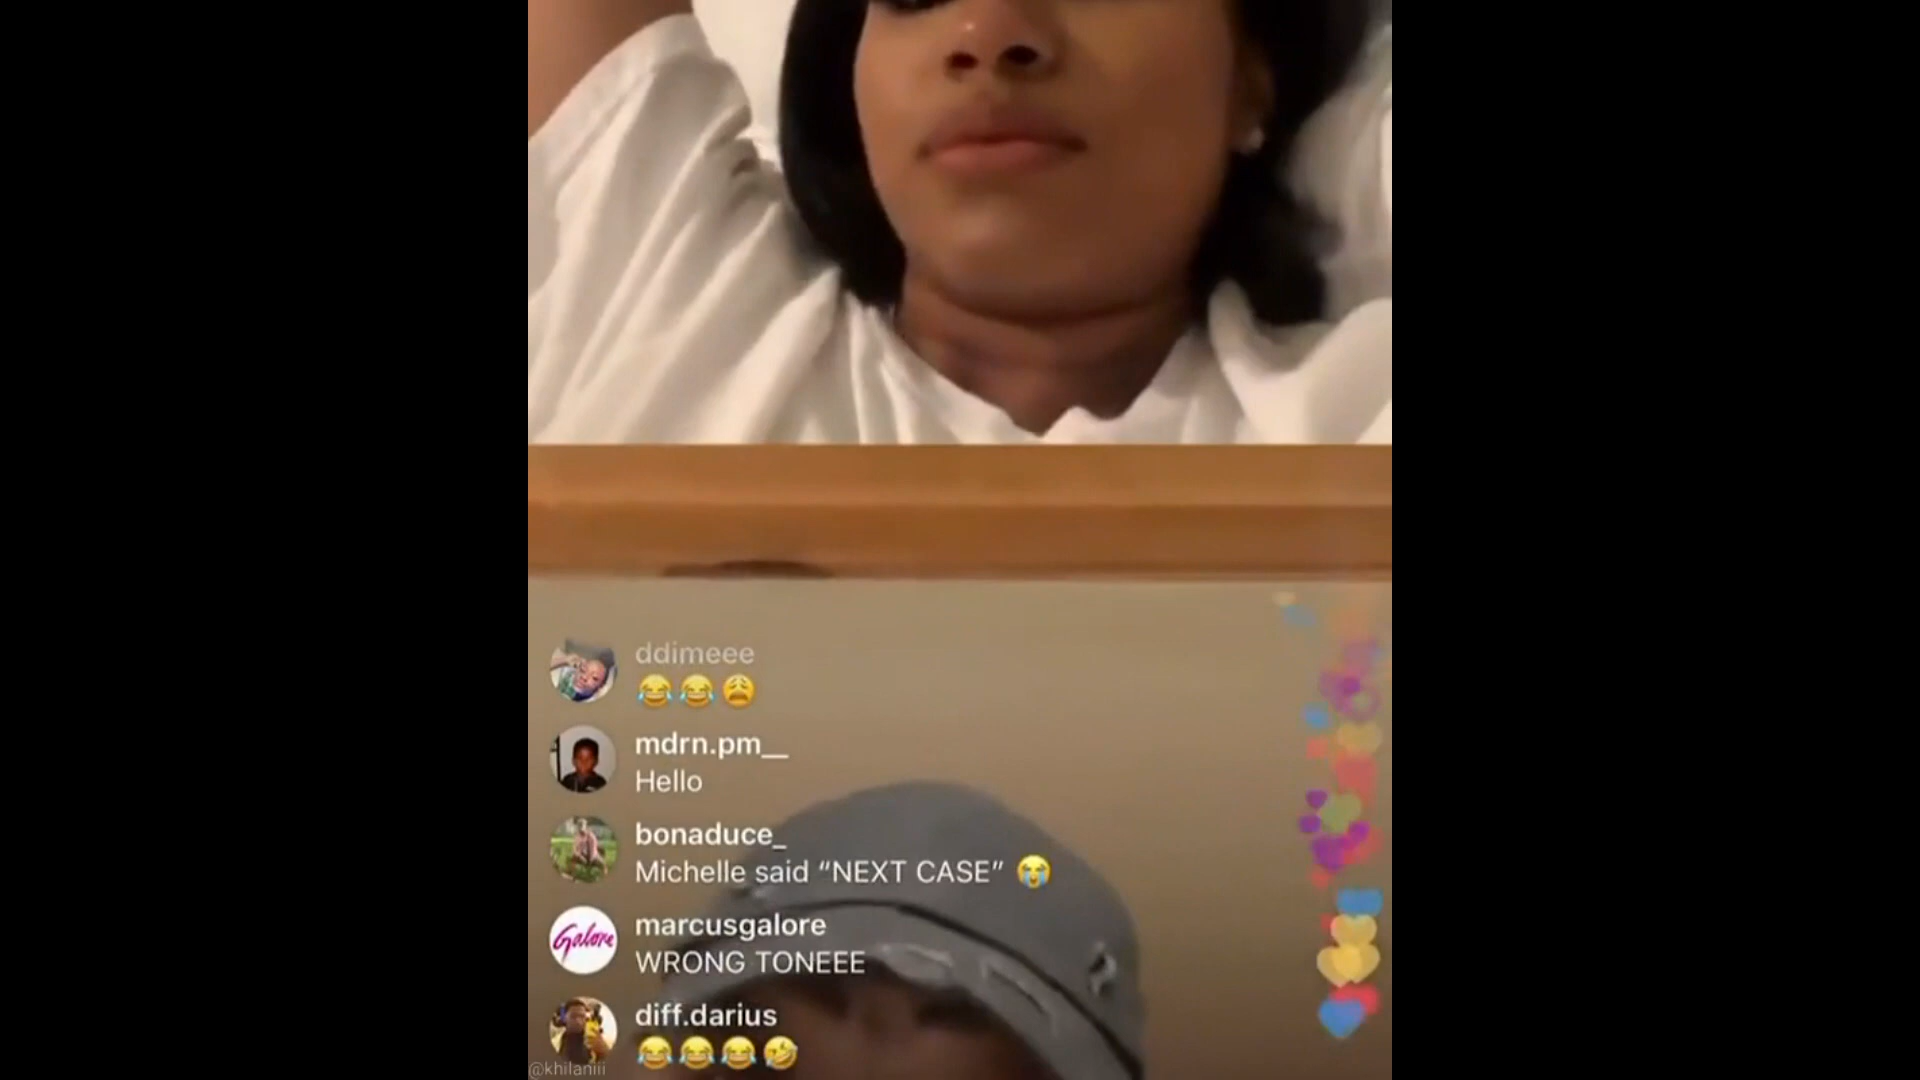 ddimeee
😂😂😩
mdrn.pm__
Hello
bonaduce_
Michelle said “NEXT CASE” 😭
Galore
marcusgalore
WRONG TONEEE
diff.darius
😂😂😂🤣
@khilaniii